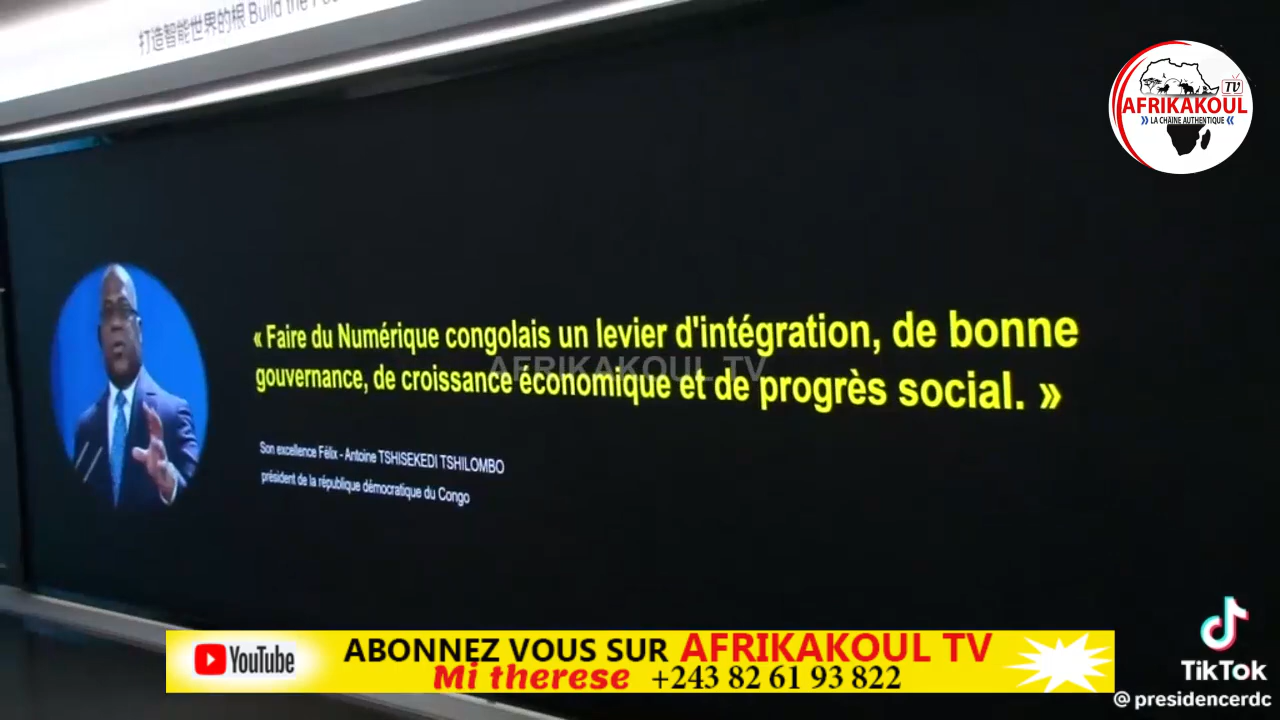 打造智能世界的根 Build the
AFRIKAKOUL TV
» LA CHAINE AUTHENTIQUE «
« Faire du Numérique congolais un levier d'intégration, de bonne
gouvernance, de croissance économique et de progrès social. »
AFRIKAKOUL TV
Son excellence Félix - Antoine TSHISEKEDI TSHILOMBO
président de la république démocratique du Congo
YouTube
ABONNEZ VOUS SUR AFRIKAKOUL TV
Mi therese +243 82 61 93 822
TikTok
@ presidencerdc